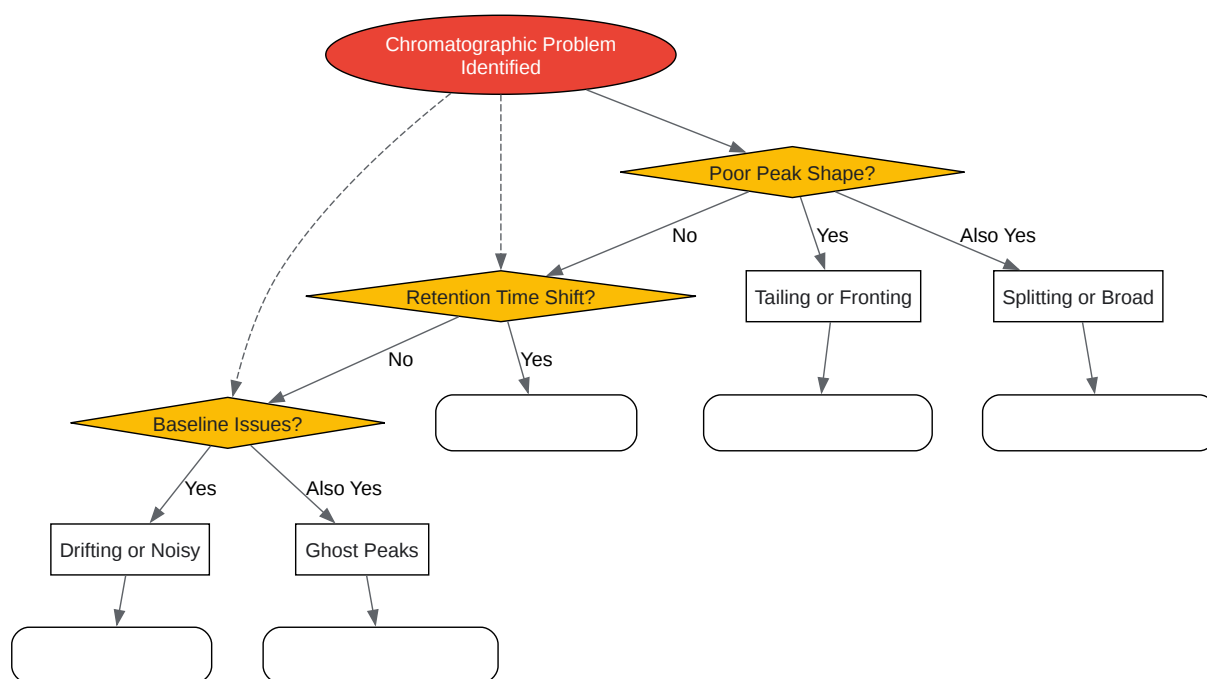 Chromatographic Problem
Identified
Poor Peak Shape?
No
Yes
Also Yes
Retention Time Shift?
Tailing or Fronting
Splitting or Broad
No
Yes
Baseline Issues?
Yes
Also Yes
Drifting or Noisy
Ghost Peaks